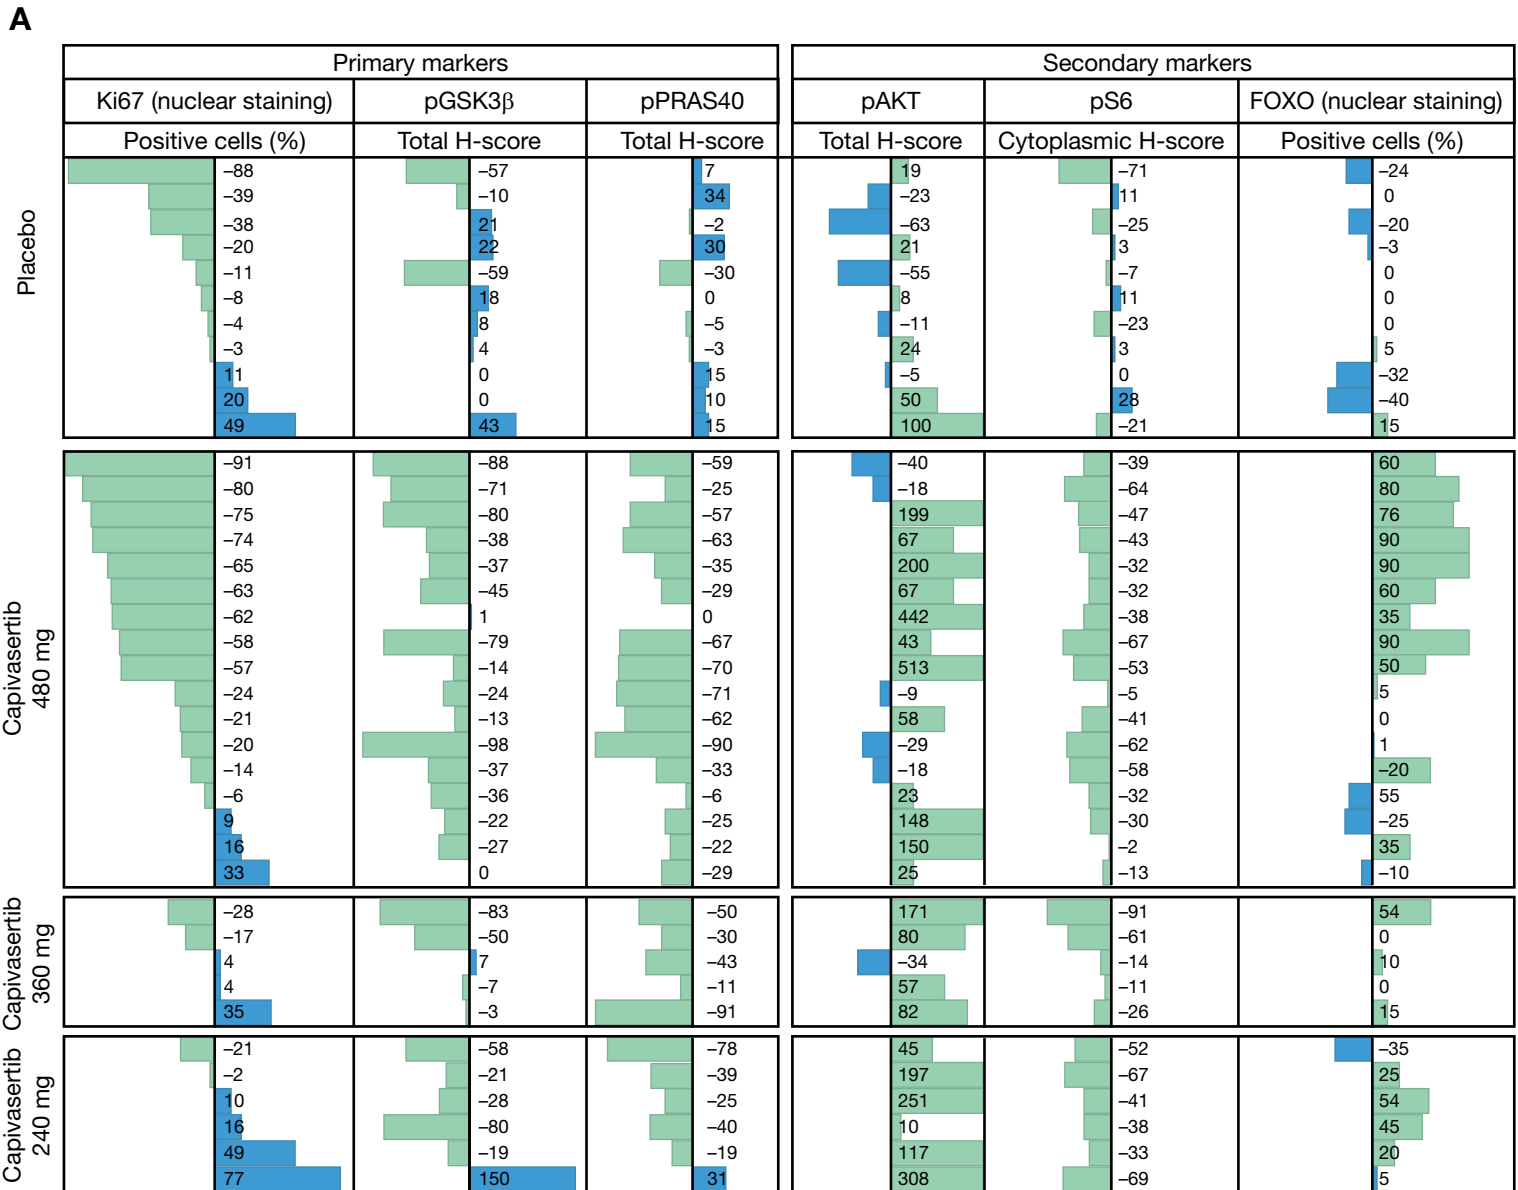 A
Primary markers Secondary markers
Ki67 (nuclear staining) pGSK3β pPRAS40 pAKT pS6 FOXO (nuclear staining)
Positive cells (%) Total H-score Total H-score Total H-score Cytoplasmic H-score Positive cells (%)
Placebo
–88 –57 7 19 –71 –24
–39 –10 34 –23 11 0
–38 21 –2 –63 –25 –20
–20 22 30 21 3 –3
–11 –59 –30 –55 –7 0
–8 18 0 8 11 0
–4 8 –5 –11 –23 0
–3 4 –3 24 3 5
11 0 15 –5 0 –32
20 0 10 50 28 –40
49 43 15 100 –21 15
Capivasertib
480 mg
–91 –88 –59 –40 –39 60
–80 –71 –25 –18 –64 80
–75 –80 –57 199 –47 76
–74 –38 –63 67 –43 90
–65 –37 –35 200 –32 90
–63 –45 –29 67 –32 60
–62 1 0 442 –38 35
–58 –79 –67 43 –67 90
–57 –14 –70 513 –53 50
–24 –24 –71 –9 –5 5
–21 –13 –62 58 –41 0
–20 –98 –90 –29 –62 1
–14 –37 –33 –18 –58 –20
–6 –36 –6 23 –32 55
9 –22 –25 148 –30 –25
16 –27 –22 150 –2 35
33 0 –29 25 –13 –10
Capivasertib
360 mg
–28 –83 –50 171 –91 54
–17 –50 –30 80 –61 0
4 7 –43 –34 –14 10
4 –7 –11 57 –11 0
35 –3 –91 82 –26 15
Capivasertib
240 mg
–21 –58 –78 45 –52 –35
–2 –21 –39 197 –67 25
10 –28 –25 251 –41 54
16 –80 –40 10 –38 45
49 –19 –19 117 –33 20
77 150 31 308 –69 5